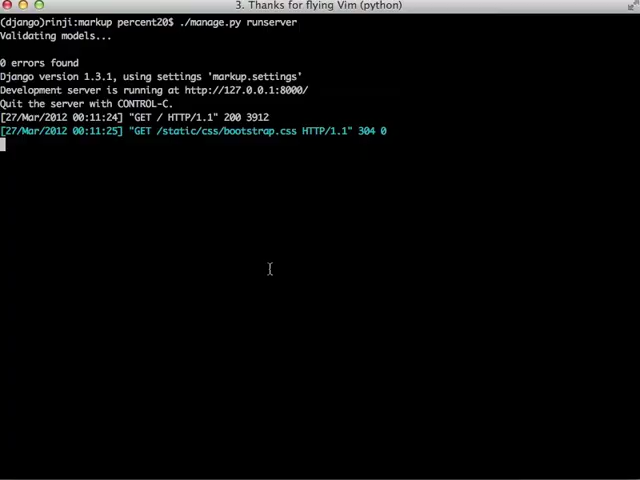 3. Thanks for flying Vim (python)
(django)rinji:markup percent20$ ./manage.py runserver
Validating models...
0 errors found
Django version 1.3.1, using settings 'markup.settings'
Development server is running at http://127.0.0.1:8000/
Quit the server with CONTROL-C.
[27/Mar/2012 00:11:24] "GET / HTTP/1.1" 200 3912
[27/Mar/2012 00:11:25] "GET /static/css/bootstrap.css HTTP/1.1" 304 0